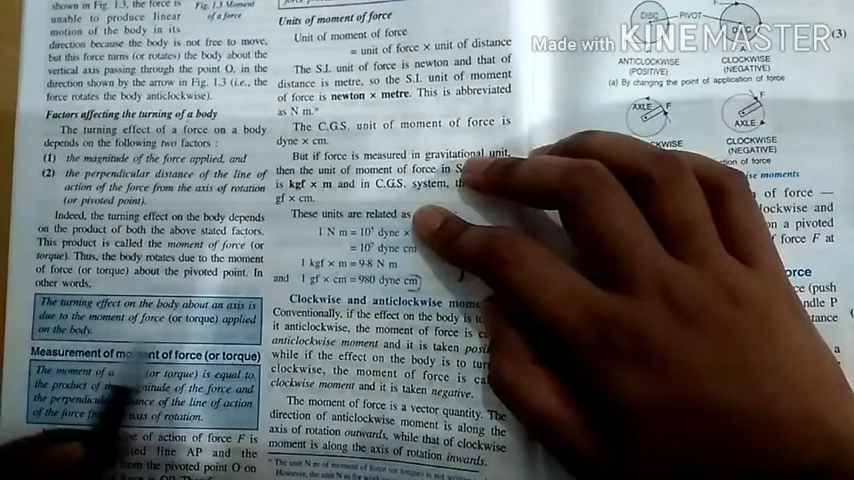 shown in Fig. 1.3, the force is
unable to produce linear
motion of the body in its
direction because the body is not free to move,
but this force turns (or rotates) the body about the
vertical axis passing through the point O, in the
direction shown by the arrow in Fig. 1.3 (i.e., the
force rotates the body anticlockwise).
Fig. 1.3 Moment
of a force
Factors affecting the turning of a body
The turning effect of a force on a body
depends on the following two factors :
(1) the magnitude of the force applied, and
(2) the perpendicular distance of the line of
action of the force from the axis of rotation
(or pivoted point).
Indeed, the turning effect on the body depends
on the product of both the above stated factors.
This product is called the moment of force (or
torque). Thus, the body rotates due to the moment
of force (or torque) about the pivoted point. In
other words,
The turning effect on the body about an axis is
due to the moment of force (or torque) applied
on the body.
Measurement of moment of force (or torque)
The moment of a (or torque) is equal to
the product of the magnitude of the force and
the perpendicular distance of the line of action
of the force from axis of rotation.
of action of force F is
line AP and the
from the pivoted point O on
Units of moment of force
Unit of moment of force
= unit of force × unit of distance
The S.I. unit of force is newton and that of
distance is metre, so the S.I. unit of moment
of force is newton × metre. This is abbreviated
as N m.*
The C.G.S. unit of moment of force is
dyne × cm.
But if force is measured in gravitational unit,
then the unit of moment of force in
is kgf × m and in C.G.S. system,
gf × cm.
These units are related as
1 N m = 10⁵ dyne ×
= 10⁷ dyne cm
1 kgf × m = 9·8 N m
and 1 gf × cm = 980 dyne cm
Clockwise and anticlockwise
Conventionally, if the effect on the body is
it anticlockwise, the moment of force is
anticlockwise moment and it is taken
while if the effect on the body is to
clockwise, the moment of force is
clockwise moment and it is taken negative.
The moment of force is a vector quantity. The
direction of anticlockwise moment is along the
axis of rotation outwards, while that of clockwise
moment is along the axis of rotation inwards.
* The unit N m of moment of force (or torque) is not
However, the unit N m for
Made with KINEMASTER
DISC
PIVOT
F
(3)
ANTICLOCKWISE
(POSITIVE)
CLOCKWISE
(NEGATIVE)
(a) By changing the point of application of force
AXLE F
F
AXLE
CLOCKWISE
(NEGATIVE)
of force
moments
of force —
and
on a pivoted
force F at
(push
P